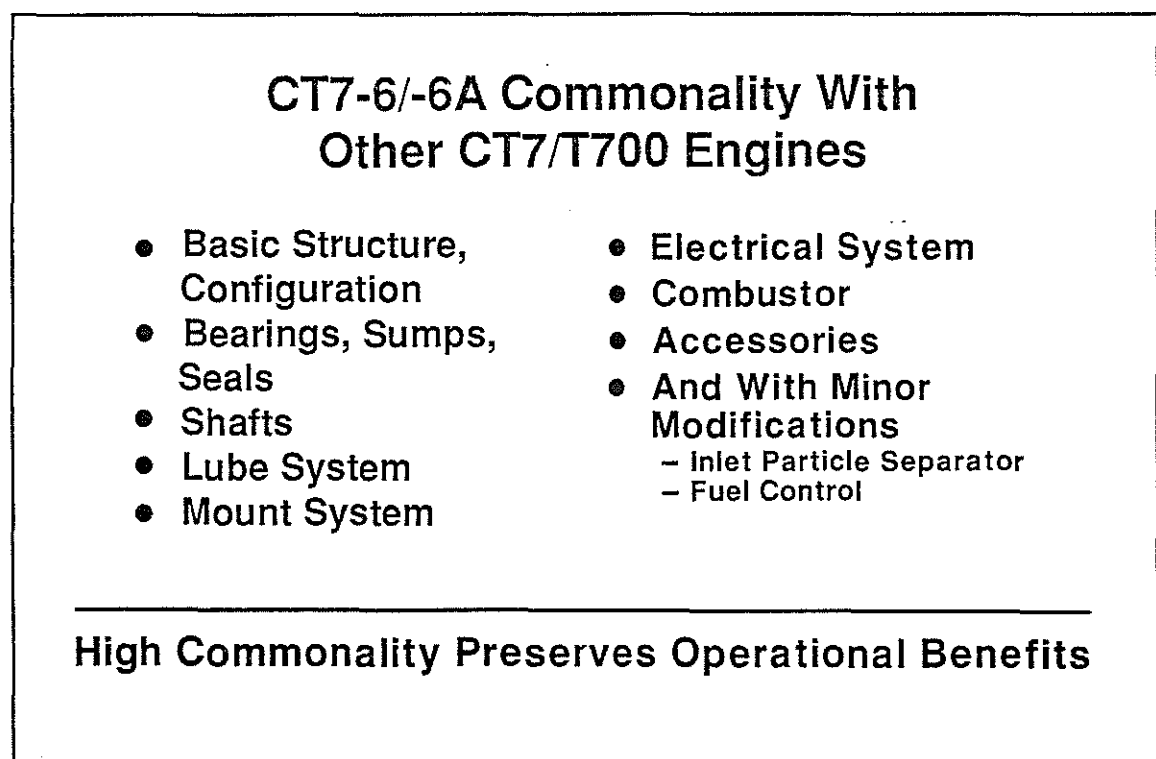 CT7-6/-6A Commonality With
Other CT7/T700 Engines
● Basic Structure,
Configuration
● Bearings, Sumps,
Seals
● Shafts
● Lube System
● Mount System
● Electrical System
● Combustor
● Accessories
● And With Minor
Modifications
– Inlet Particle Separator
– Fuel Control
High Commonality Preserves Operational Benefits